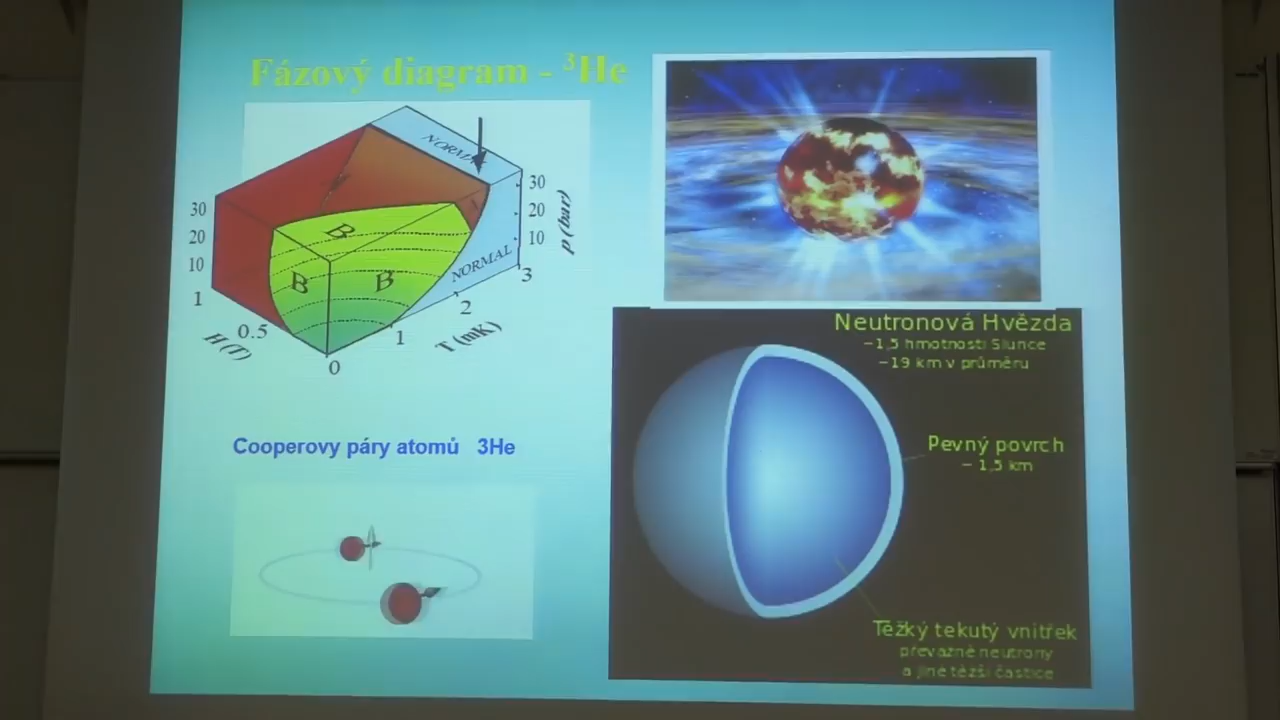 Fázový diagram - ³He
NORMAL
30
20
10
p (bar)
B
B
B
NORMAL
30
20
10
1
0.5
H (T)
0
1
2
3
T (mK)
Cooperovy páry atomů 3He
Neutronová Hvězda
~1,5 hmotnosti Slunce
~19 km v průměru
Pevný povrch
~ 1,5 km
Těžký tekutý vnitřek
převážně neutrony
a jiné těžší částice